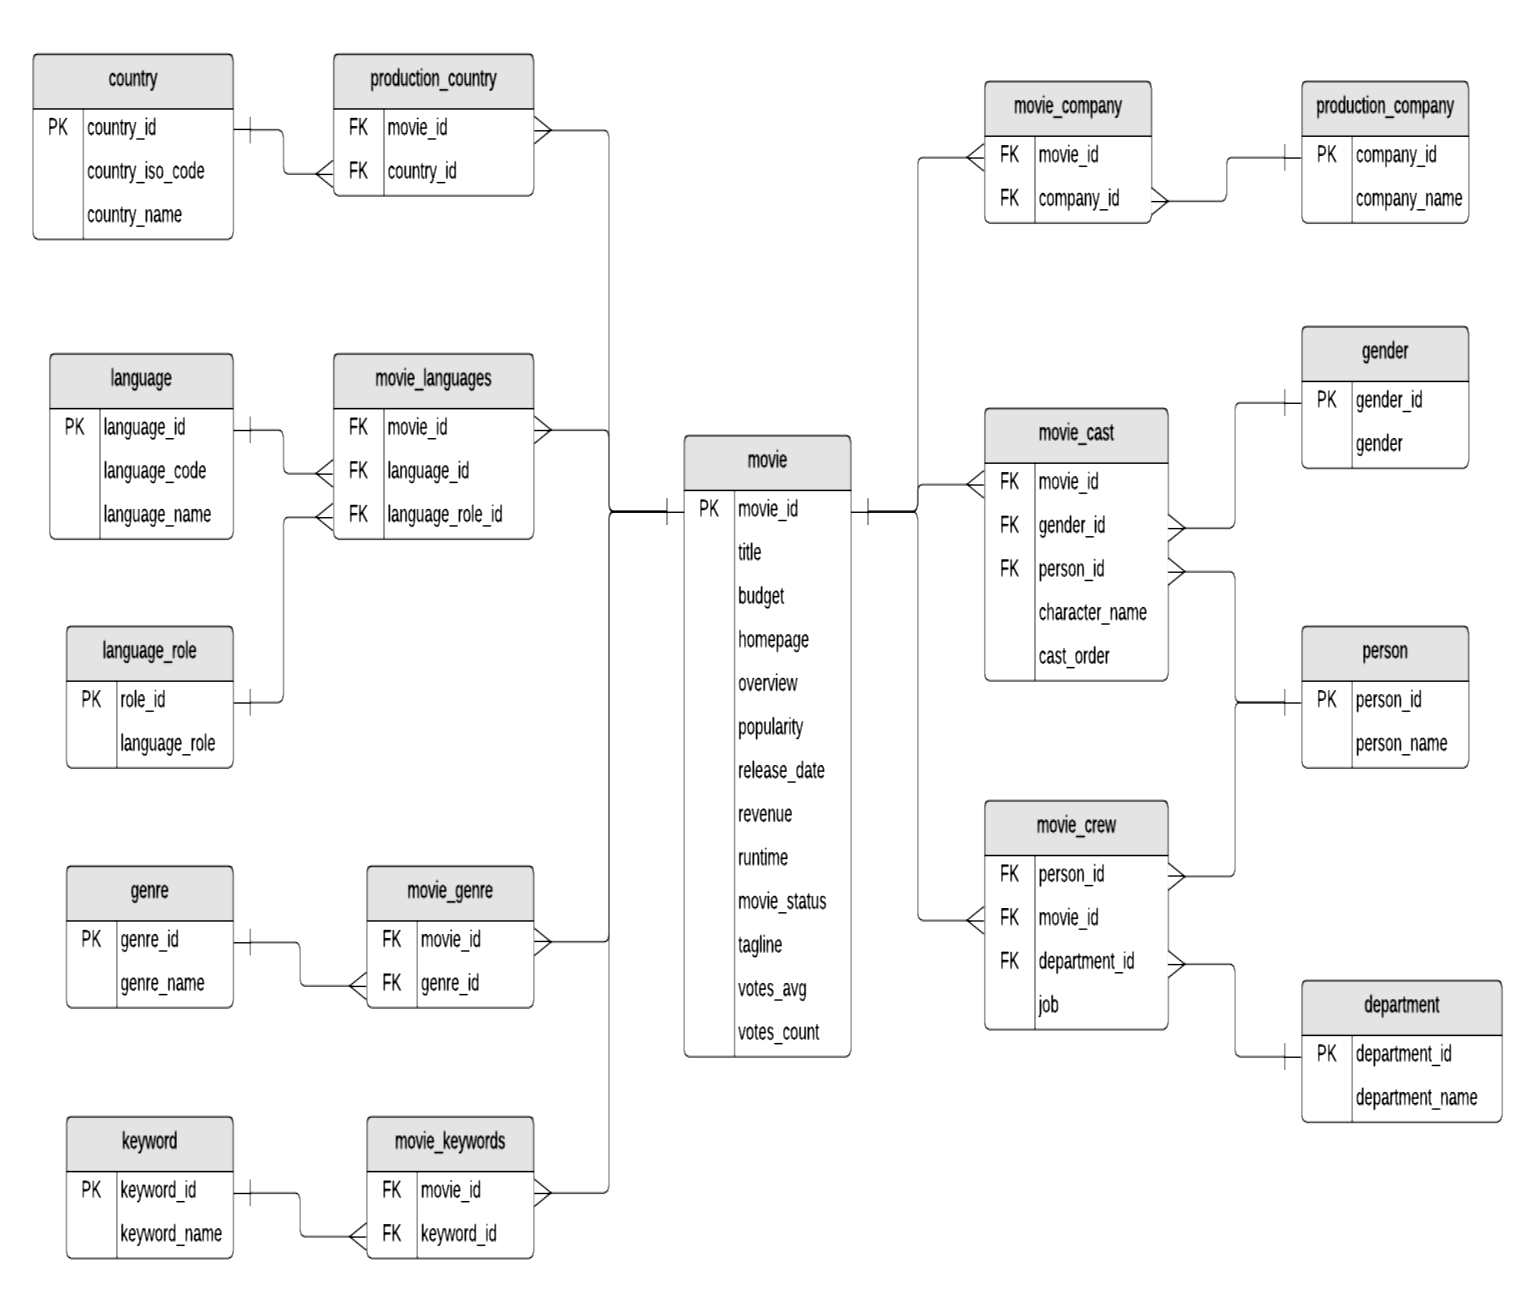 country
PK country_id
country_iso_code
country_name
production_country
FK movie_id
FK country_id
language
PK language_id
language_code
language_name
movie_languages
FK movie_id
FK language_id
FK language_role_id
language_role
PK role_id
language_role
genre
PK genre_id
genre_name
movie_genre
FK movie_id
FK genre_id
keyword
PK keyword_id
keyword_name
movie_keywords
FK movie_id
FK keyword_id
movie
PK movie_id
title
budget
homepage
overview
popularity
release_date
revenue
runtime
movie_status
tagline
votes_avg
votes_count
movie_company
FK movie_id
FK company_id
production_company
PK company_id
company_name
gender
PK gender_id
gender
movie_cast
FK movie_id
FK gender_id
FK person_id
character_name
cast_order
person
PK person_id
person_name
movie_crew
FK person_id
FK movie_id
FK department_id
job
department
PK department_id
department_name